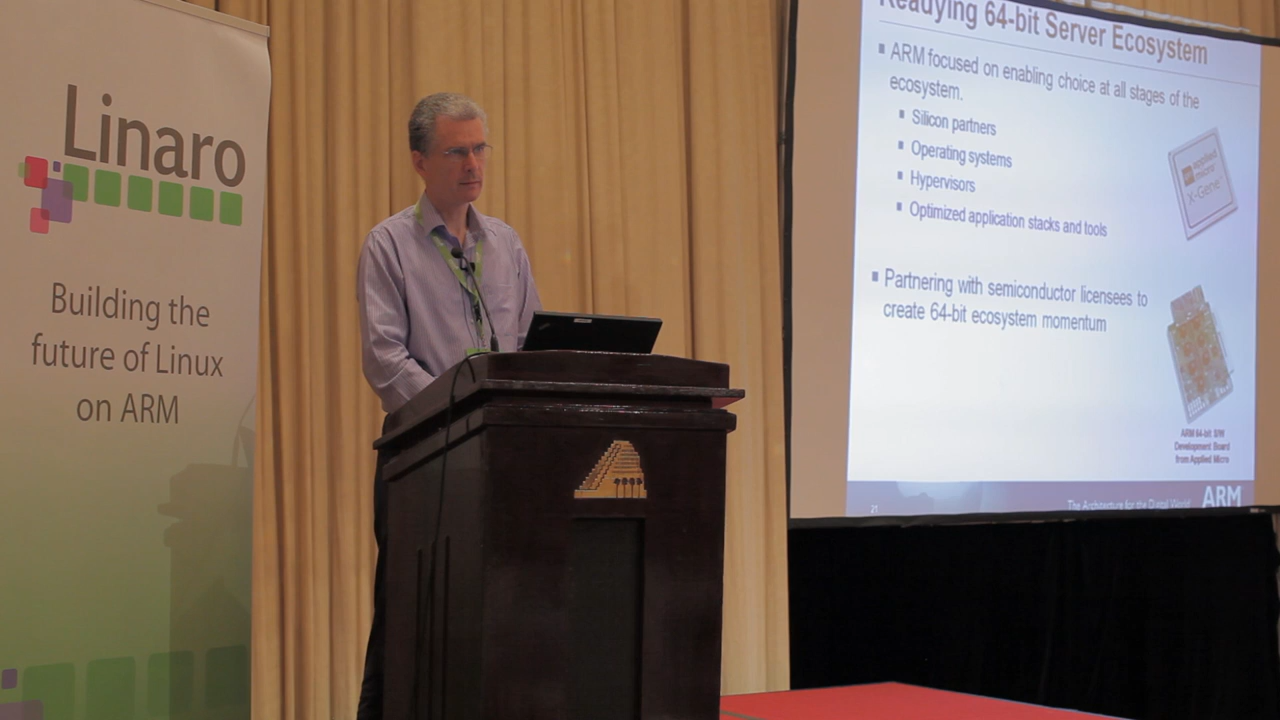 Linaro
Building the
future of Linux
on ARM
Readying 64-bit Server Ecosystem
ARM focused on enabling choice at all stages of the
ecosystem.
Silicon partners
Operating systems
Hypervisors
Optimized application stacks and tools
Partnering with semiconductor licensees to
create 64-bit ecosystem momentum
applied
micro
X-Gene
ARM 64-bit S/W
Development Board
from Applied Micro
21
The Architecture for the Digital World
ARM